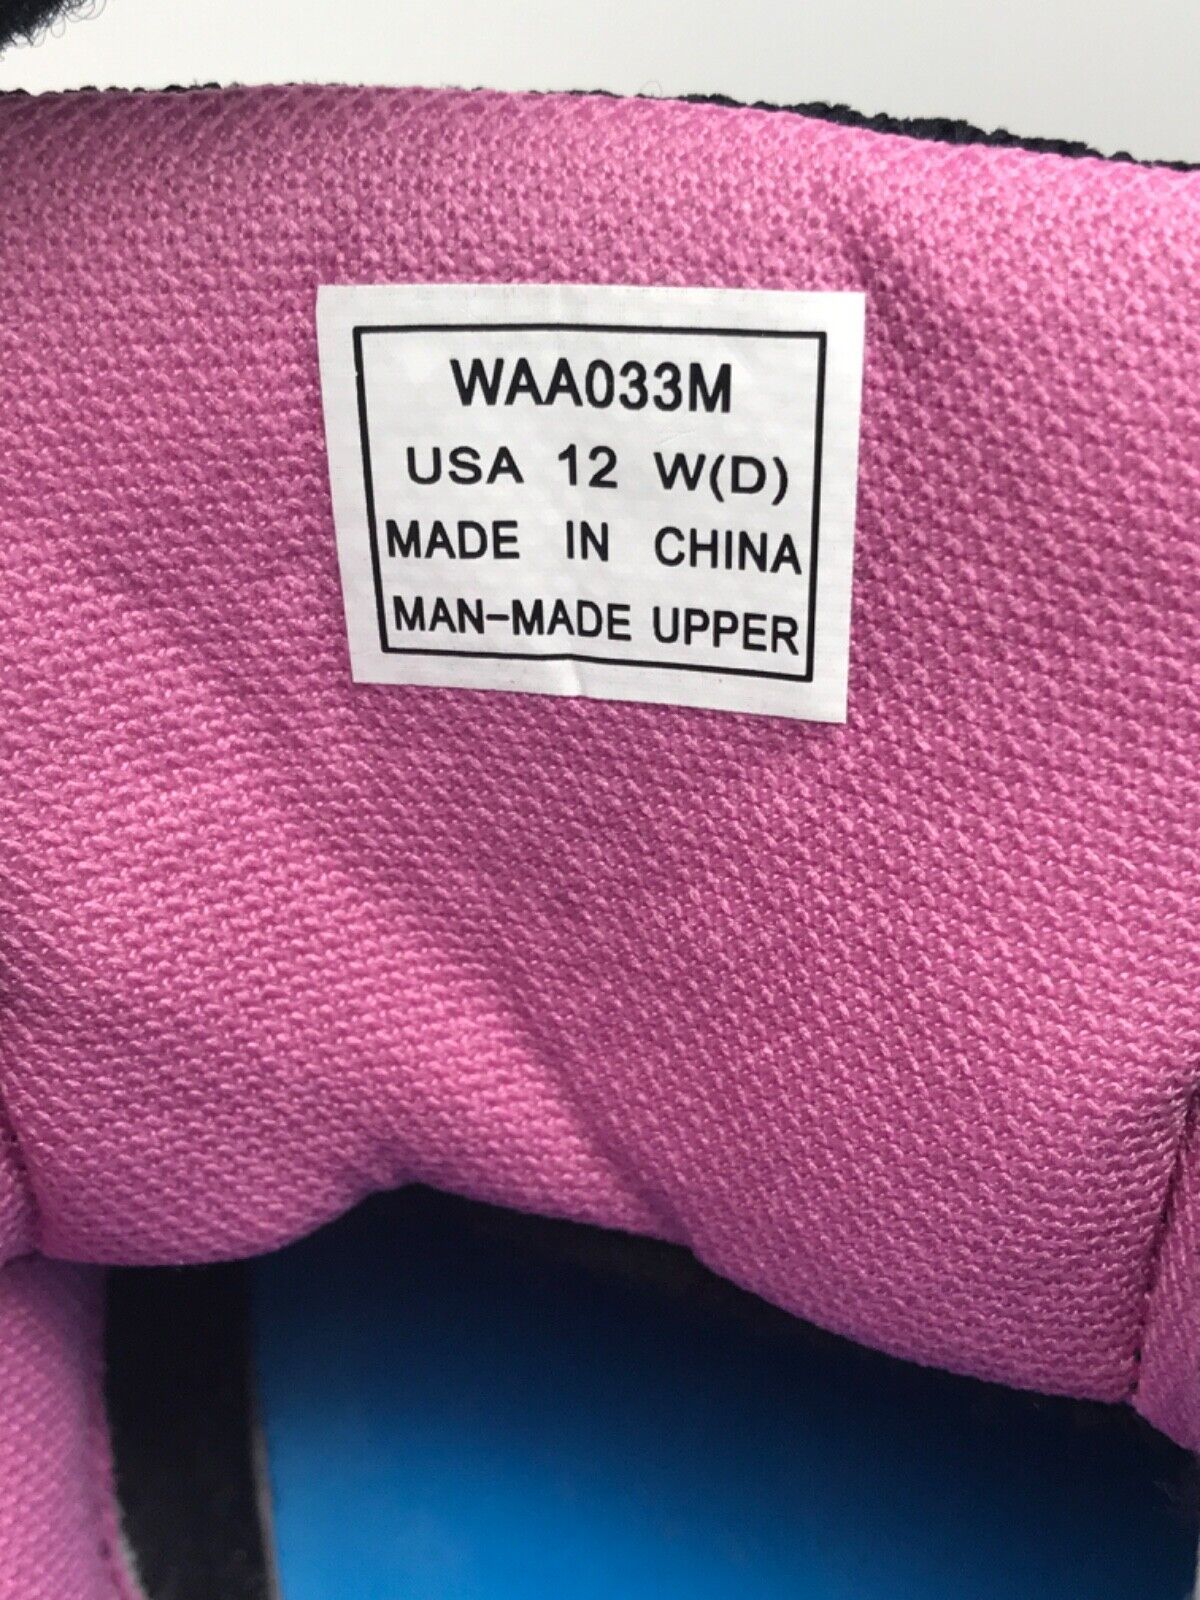 WAA033M
USA 12 W(D)
MADE IN CHINA
MAN-MADE UPPER